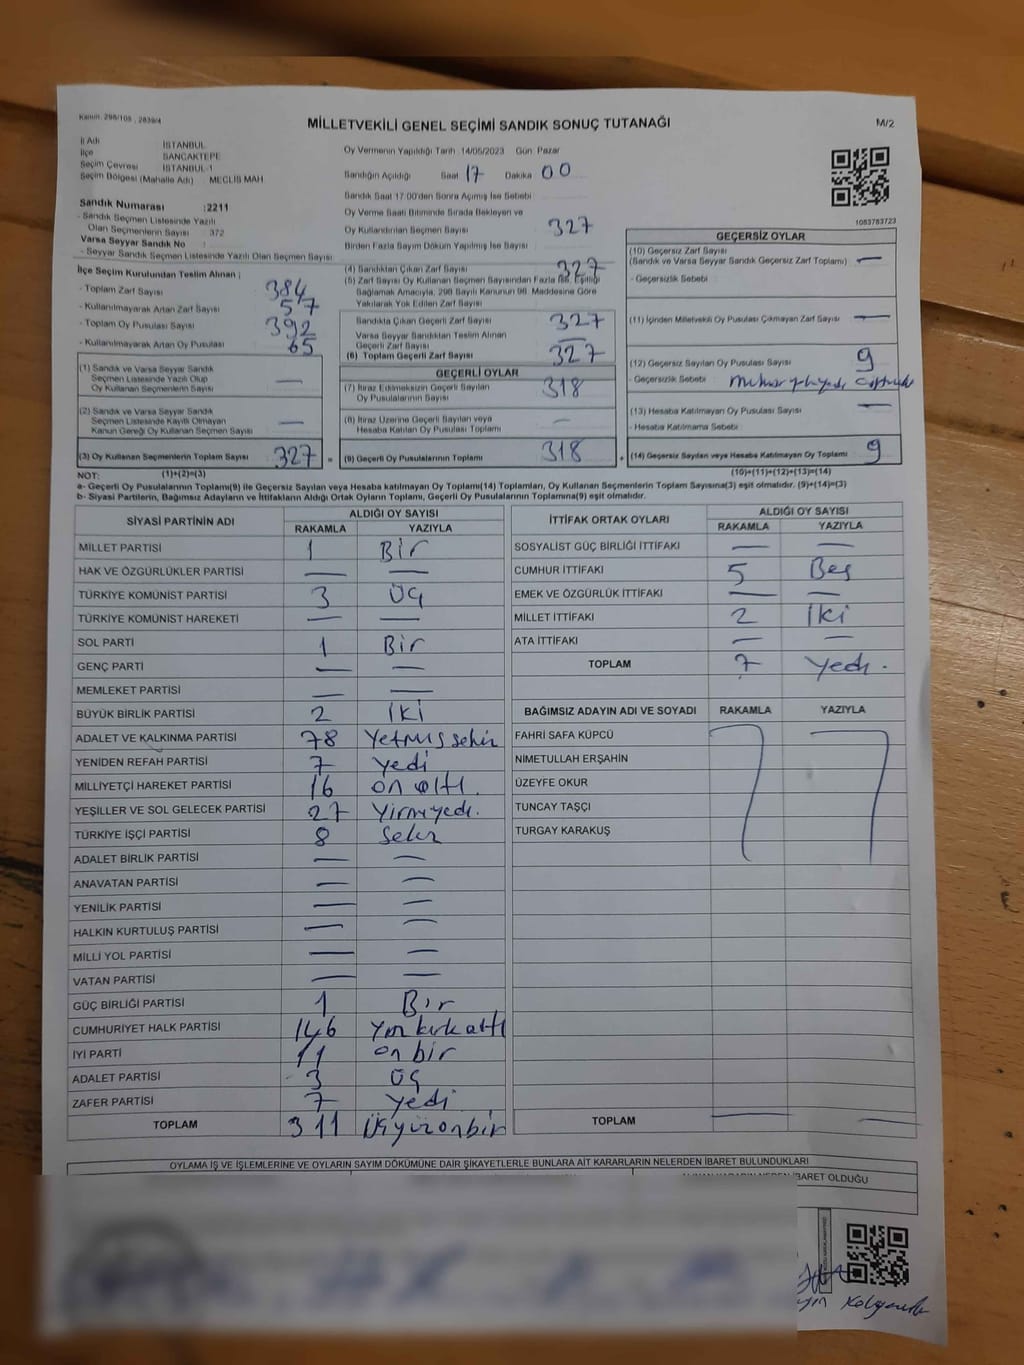 Kanun: 298/105 , 2839/4
MİLLETVEKİLİ GENEL SEÇİMİ SANDIK SONUÇ TUTANAĞI
M/2
İl Adı İSTANBUL
İlçe SANCAKTEPE
Seçim Çevresi İSTANBUL-1
Seçim Bölgesi (Mahalle Adı) : MECLİS MAH
Sandık Numarası :2211
- Sandık Seçmen Listesinde Yazılı
Olan Seçmenlerin Sayısı : 372
Varsa Seyyar Sandık No :
- Seyyar Sandık Seçmen Listesinde Yazılı Olan Seçmen Sayısı
Oy Vermenin Yapıldığı Tarih :14/05/2023 Gün Pazar
Sandığın Açıldığı Saat 17 Dakika 00
Sandık Saat 17.00'den Sonra Açımış İse Sebebi
Oy Verme Saati Bitiminde Sırada Bekleyen ve
Oy Kullandırılan Seçmen Sayısı 327
Birden Fazla Sayım Döküm Yapılmış İse Sayısı
1083783723
İlçe Seçim Kurulundan Teslim Alınan ;
- Toplam Zarf Sayısı 384
- Kullanılmayarak Artan Zarf Sayısı 57
- Toplam Oy Pusulası Sayısı 392
- Kullanılmayarak Artan Oy Pusulası 65
(1) Sandık ve Varsa Seyyar Sandık
Seçmen Listesinde Yazılı Olup
Oy Kullanan Seçmenlerin Sayısı —
(2) Sandık ve Varsa Seyyar Sandık
Seçmen Listesinde Kayıtlı Olmayan
Kanun Gereği Oy Kullanan Seçmen Sayısı —
(3) Oy Kullanan Seçmenlerin Toplam Sayısı 327 =
(4) Sandıktan Çıkan Zarf Sayısı 327
(5) Zarf Sayısı Oy Kullanan Seçmen Sayısından Fazla ise, Eşitliği
Sağlamak Amacıyla, 298 Sayılı Kanunun 98. Maddesine Göre
Yakılarak Yok Edilen Zarf Sayısı
Sandıkta Çıkan Geçerli Zarf Sayısı 327
Varsa Seyyar Sandıktan Teslim Alınan
Geçerli Zarf Sayısı —
(6) Toplam Geçerli Zarf Sayısı 327
GEÇERLİ OYLAR
(7) İtiraz Edilmeksizin Geçerli Sayılan
Oy Pusulalarının Sayısı 318
(8) İtiraz Üzerine Geçerli Sayılan veya
Hesaba Katılan Oy Pusulası Toplamı —
(9) Geçerli Oy Pusulalarının Toplamı 318 +
GEÇERSİZ OYLAR
(10) Geçersiz Zarf Sayısı
(Sandık ve Varsa Seyyar Sandık Geçersiz Zarf Toplamı) —
- Geçersizlik Sebebi
(11) İçinden Milletvekili Oy Pusulası Çıkmayan Zarf Sayısı —
(12) Geçersiz Sayılan Oy Pusulası Sayısı 9
- Geçersizlik Sebebi
(13) Hesaba Katılmayan Oy Pusulası Sayısı —
- Hesaba Katılmama Sebebi
(14) Geçersiz Sayılan veya Hesaba Katılmayan Oy Toplamı 9
NOT: (1)+(2)=(3) (10)+(11)+(12)+(13)=(14)
a- Geçerli Oy Pusulalarının Toplamı(9) ile Geçersiz Sayılan veya Hesaba Katılmayan Oy Toplamı(14) Toplamları, Oy Kullanan Seçmenlerin Toplam Sayısına(3) eşit olmalıdır. (9)+(14)=(3)
b- Siyasi Partilerin, Bağımsız Adayların ve İttifakların Aldığı Ortak Oyların Toplamı, Geçerli Oy Pusulalarının Toplamına(9) eşit olmalıdır.
SİYASİ PARTİNİN ADI ALDIĞI OY SAYISI
RAKAMLA YAZIYLA
MİLLET PARTİSİ 1 Bir
HAK VE ÖZGÜRLÜKLER PARTİSİ — —
TÜRKİYE KOMÜNİST PARTİSİ 3 Üç
TÜRKİYE KOMÜNİST HAREKETİ — —
SOL PARTİ 1 Bir
GENÇ PARTİ — —
MEMLEKET PARTİSİ — —
BÜYÜK BİRLİK PARTİSİ 2 İki
ADALET VE KALKINMA PARTİSİ 78 Yetmiş sekiz
YENİDEN REFAH PARTİSİ 7 Yedi
MİLLİYETÇİ HAREKET PARTİSİ 16 on altı.
YEŞİLLER VE SOL GELECEK PARTİSİ 27 Yirmi yedi.
TÜRKİYE İŞÇİ PARTİSİ 8 Sekiz
ADALET BİRLİK PARTİSİ — —
ANAVATAN PARTİSİ — —
YENİLİK PARTİSİ — —
HALKIN KURTULUŞ PARTİSİ — —
MİLLİ YOL PARTİSİ — —
VATAN PARTİSİ — —
GÜÇ BİRLİĞİ PARTİSİ 1 Bir
CUMHURİYET HALK PARTİSİ 146 Yüz kırk altı
İYİ PARTİ 11 on bir
ADALET PARTİSİ 3 Üç
ZAFER PARTİSİ 7 Yedi
TOPLAM 311 Üçyüz on bir
İTTİFAK ORTAK OYLARI ALDIĞI OY SAYISI
RAKAMLA YAZIYLA
SOSYALİST GÜÇ BİRLİĞİ İTTİFAKI — —
CUMHUR İTTİFAKI 5 Beş
EMEK VE ÖZGÜRLÜK İTTİFAKI — —
MİLLET İTTİFAKI 2 İki
ATA İTTİFAKI — —
TOPLAM 7 Yedi.
BAĞIMSIZ ADAYIN ADI VE SOYADI RAKAMLA YAZIYLA
FAHRİ SAFA KÜPCÜ
NİMETULLAH ERŞAHİN
ÜZEYFE OKUR
TUNCAY TAŞÇI
TURGAY KARAKUŞ
TOPLAM — —
OYLAMA İŞ VE İŞLEMLERİNE VE OYLARIN SAYIM DÖKÜMÜNE DAİR ŞİKAYETLERLE BUNLARA AİT KARARLARIN NELERDEN İBARET BULUNDUKLARI
İBARET OLDUĞU